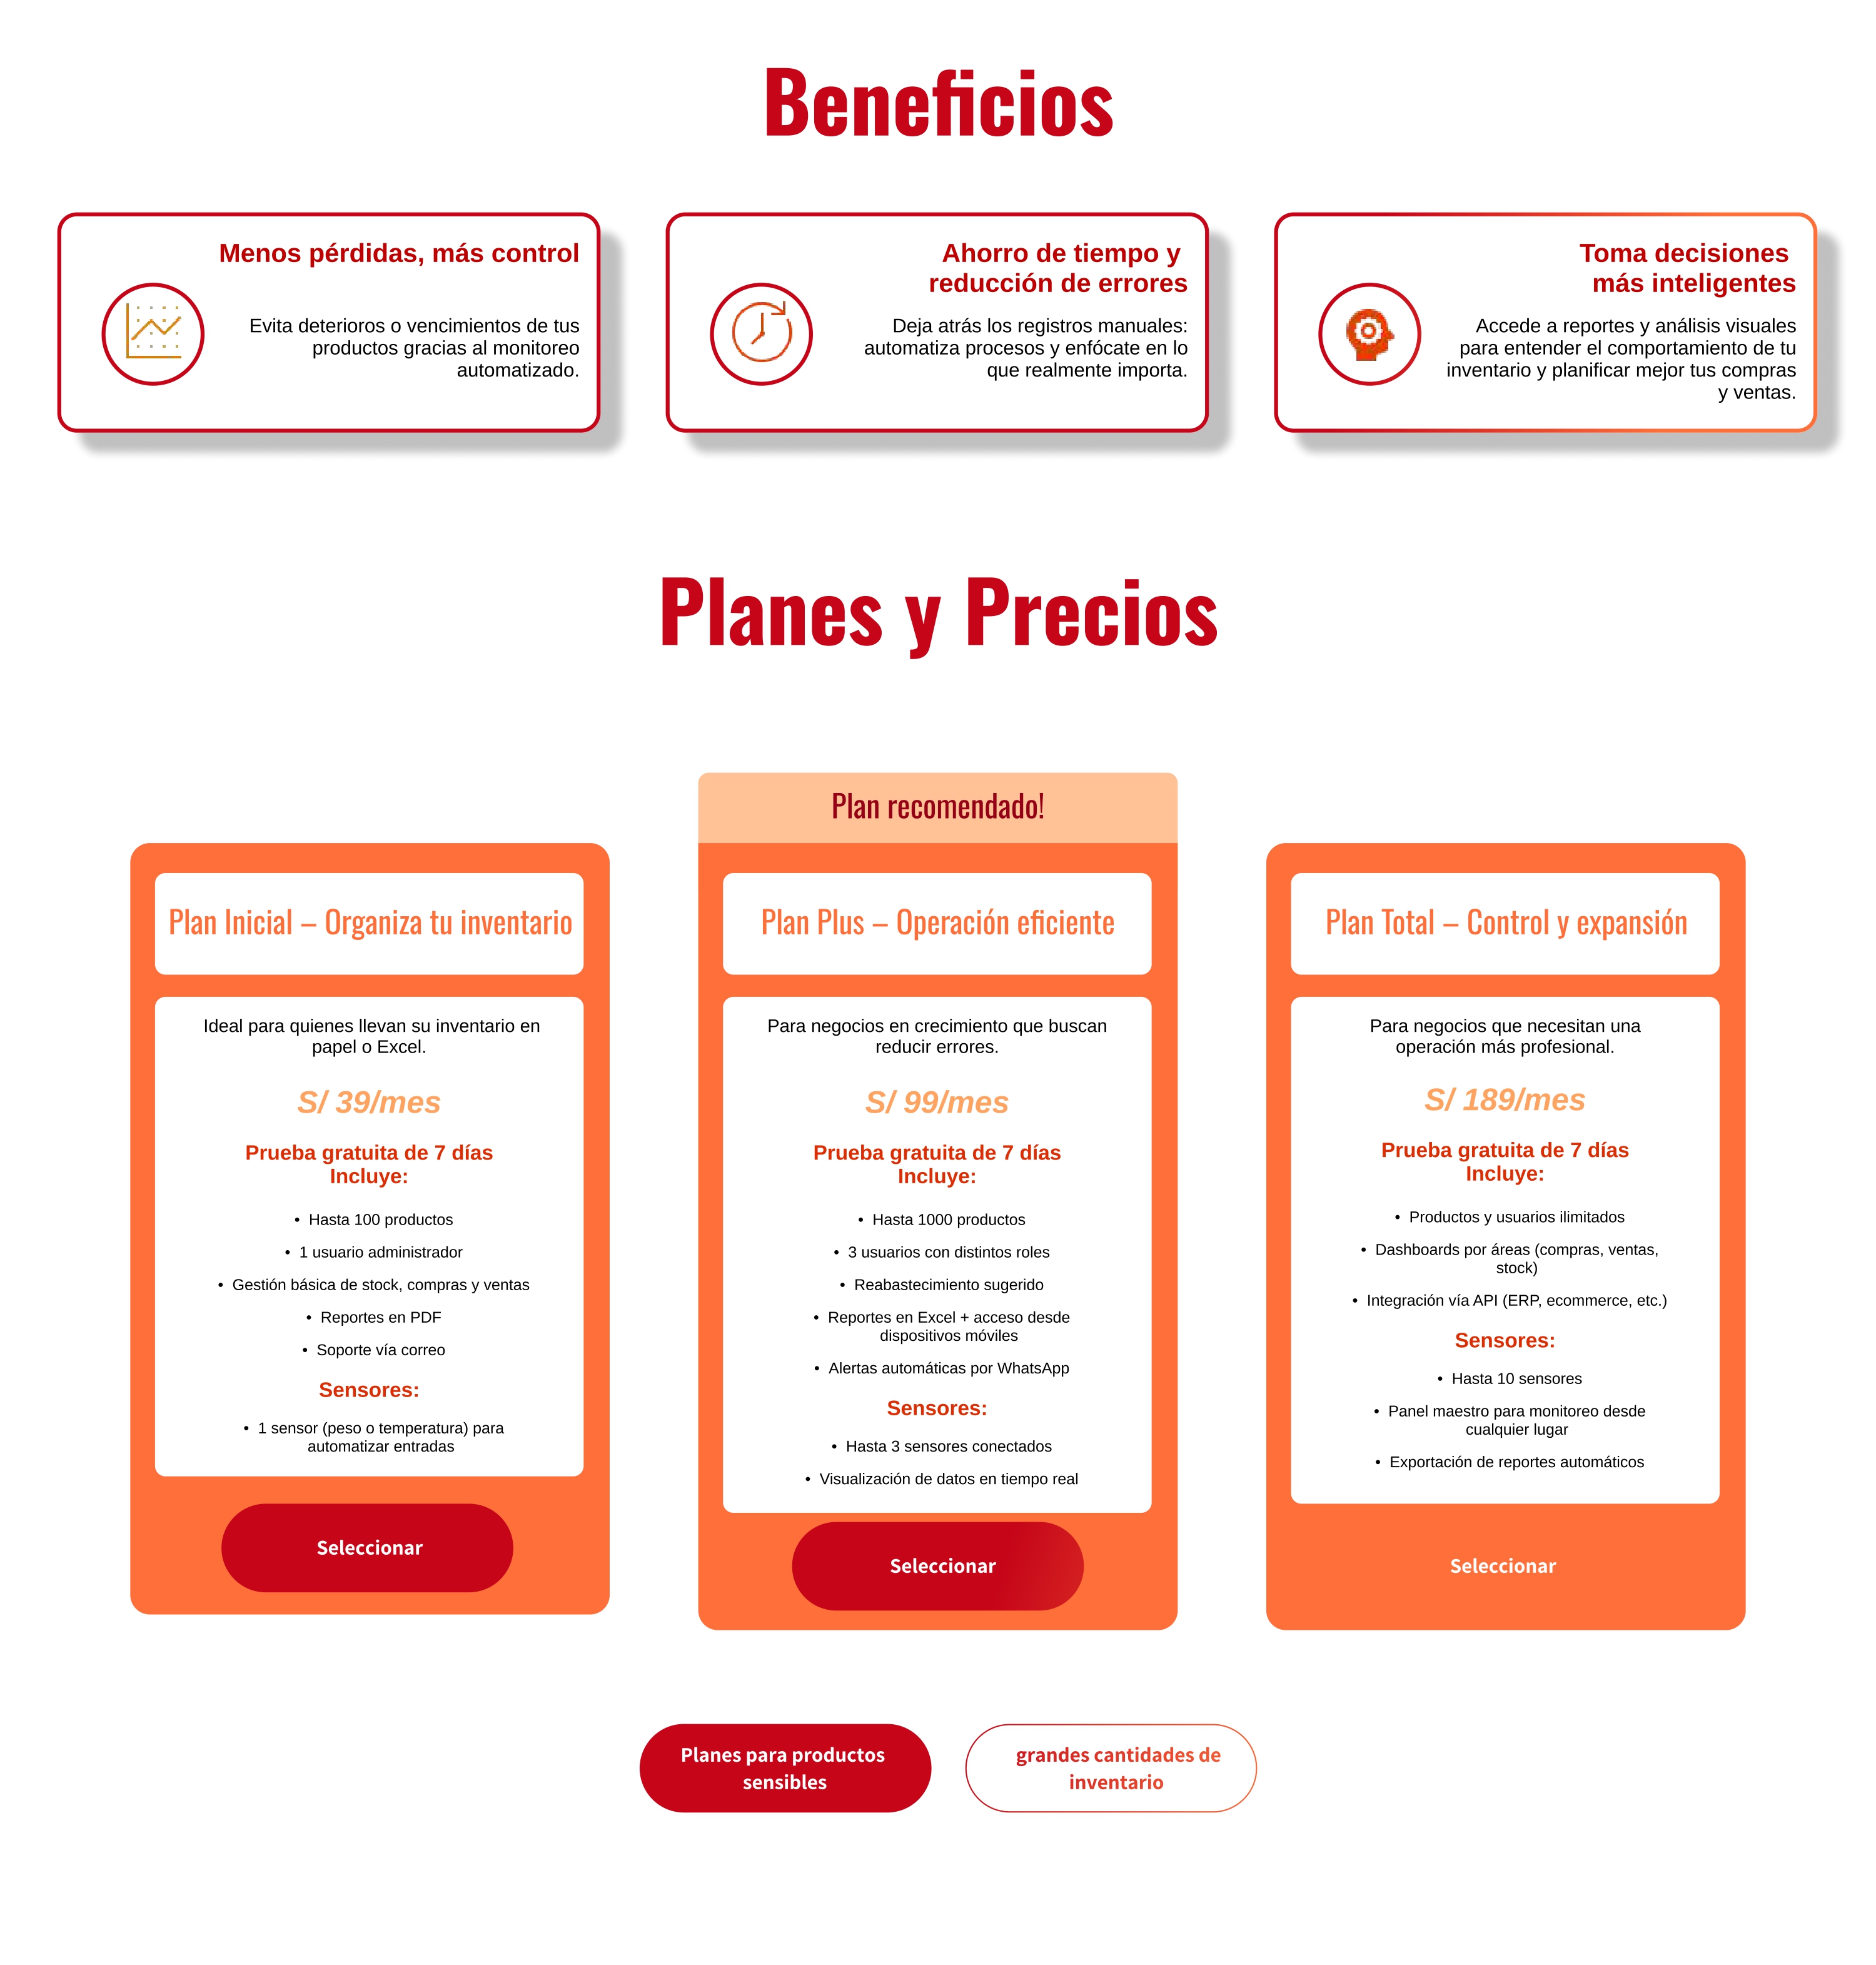 Beneficios
Menos pérdidas, más control
Evita deterioros o vencimientos de tus
productos gracias al monitoreo
automatizado.
Ahorro de tiempo y
reducción de errores
Deja atrás los registros manuales:
automatiza procesos y enfócate en lo
que realmente importa.
Toma decisiones
más inteligentes
Accede a reportes y análisis visuales
para entender el comportamiento de tu
inventario y planificar mejor tus compras
y ventas.
Planes y Precios
Plan Inicial – Organiza tu inventario
Ideal para quienes llevan su inventario en
papel o Excel.
S/ 39/mes
Prueba gratuita de 7 días
Incluye:
• Hasta 100 productos
• 1 usuario administrador
• Gestión básica de stock, compras y ventas
• Reportes en PDF
• Soporte vía correo
Sensores:
• 1 sensor (peso o temperatura) para
automatizar entradas
Seleccionar
Plan recomendado!
Plan Plus – Operación eficiente
Para negocios en crecimiento que buscan
reducir errores.
S/ 99/mes
Prueba gratuita de 7 días
Incluye:
• Hasta 1000 productos
• 3 usuarios con distintos roles
• Reabastecimiento sugerido
• Reportes en Excel + acceso desde
dispositivos móviles
• Alertas automáticas por WhatsApp
Sensores:
• Hasta 3 sensores conectados
• Visualización de datos en tiempo real
Seleccionar
Plan Total – Control y expansión
Para negocios que necesitan una
operación más profesional.
S/ 189/mes
Prueba gratuita de 7 días
Incluye:
• Productos y usuarios ilimitados
• Dashboards por áreas (compras, ventas,
stock)
• Integración vía API (ERP, ecommerce, etc.)
Sensores:
• Hasta 10 sensores
• Panel maestro para monitoreo desde
cualquier lugar
• Exportación de reportes automáticos
Seleccionar
Planes para productos
sensibles
grandes cantidades de
inventario